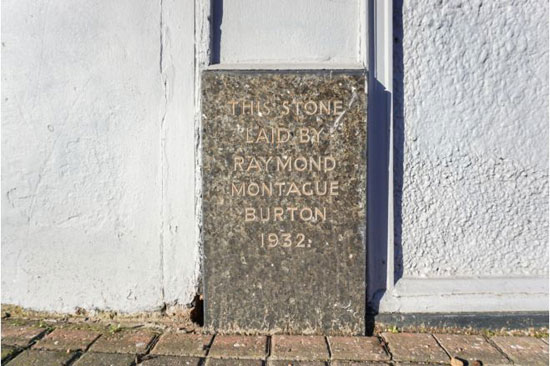 THIS STONE
LAID BY
RAYMOND
MONTAGUE
BURTON
1932.